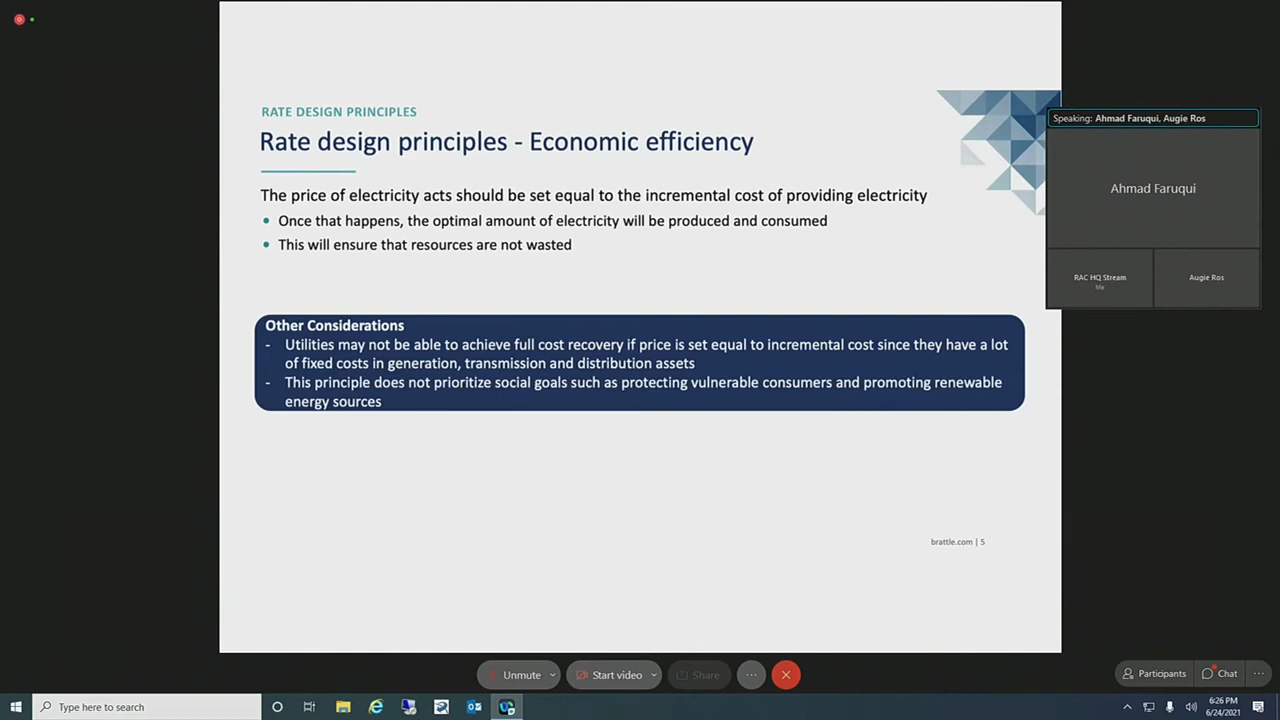 RATE DESIGN PRINCIPLES
Rate design principles - Economic efficiency
The price of electricity acts should be set equal to the incremental cost of providing electricity
• Once that happens, the optimal amount of electricity will be produced and consumed
• This will ensure that resources are not wasted
Other Considerations
- Utilities may not be able to achieve full cost recovery if price is set equal to incremental cost since they have a lot
of fixed costs in generation, transmission and distribution assets
- This principle does not prioritize social goals such as protecting vulnerable consumers and promoting renewable
energy sources
brattle.com | 5
Speaking: Ahmad Faruqui, Augie Ros
Ahmad Faruqui
RAC HQ Stream
Me
Augie Ros
Unmute
Start video
Share
Participants
Chat
Type here to search
6:26 PM
6/24/2021